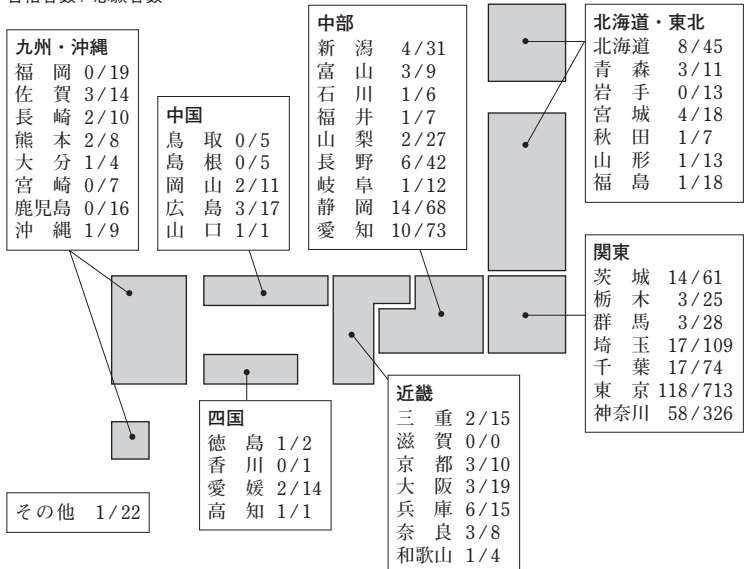 九州・沖縄
福岡 0/19
佐賀 3/14
長崎 2/10
熊本 2/8
大分 1/4
宮崎 0/7
鹿児島 0/16
沖縄 1/9
中国
鳥取 0/5
島根 0/5
岡山 2/11
広島 3/17
山口 1/1
中部
新潟 4/31
富山 3/9
石川 1/6
福井 1/7
山梨 2/27
長野 6/42
岐阜 1/12
静岡 14/68
愛知 10/73
北海道・東北
北海道 8/45
青森 3/11
岩手 0/13
宮城 4/18
秋田 1/7
山形 1/13
福島 1/18
関東
茨城 14/61
栃木 3/25
群馬 3/28
埼玉 17/109
千葉 17/74
東京 118/713
神奈川 58/326
近畿
三重 2/15
滋賀 0/0
京都 3/10
大阪 3/19
兵庫 6/15
奈良 3/8
和歌山 1/4
四国
徳島 1/2
香川 0/1
愛媛 2/14
高知 1/1
その他 1/22